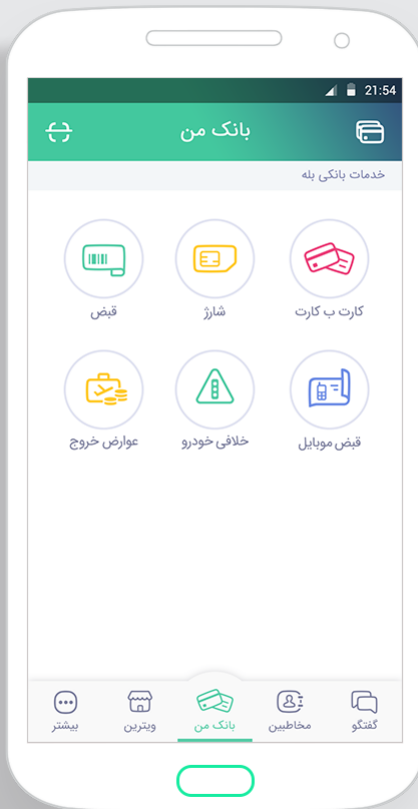 21:54
بانک من
خدمات بانکی بله
کارت ب کارت
شارژ
قبض
قبض موبایل
خلافی خودرو
عوارض خروج
گفتگو
مخاطبین
بانک من
ویترین
بیشتر